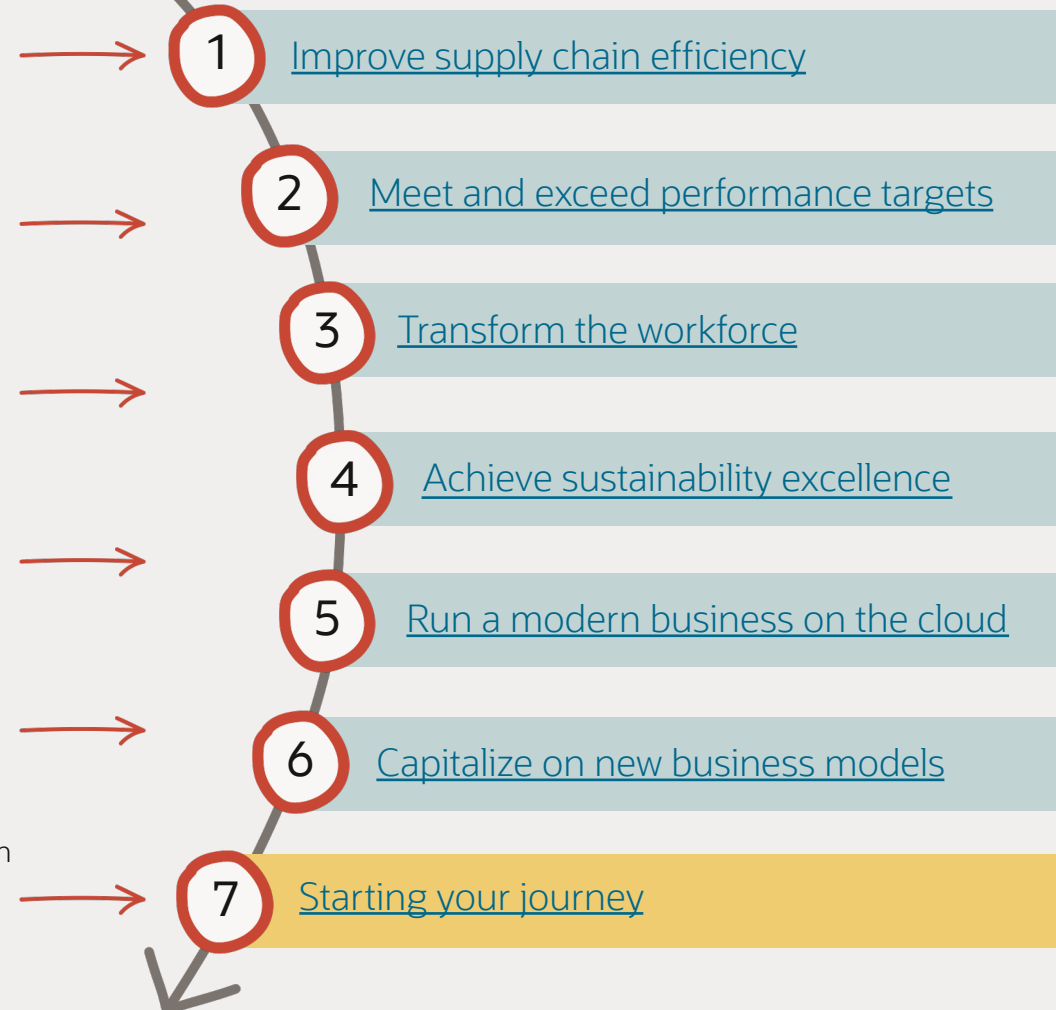 1 Improve supply chain efficiency
2 Meet and exceed performance targets
3 Transform the workforce
4 Achieve sustainability excellence
5 Run a modern business on the cloud
6 Capitalize on new business models
7 Starting your journey